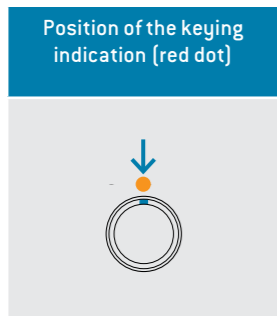 Position of the keying
indication (red dot)